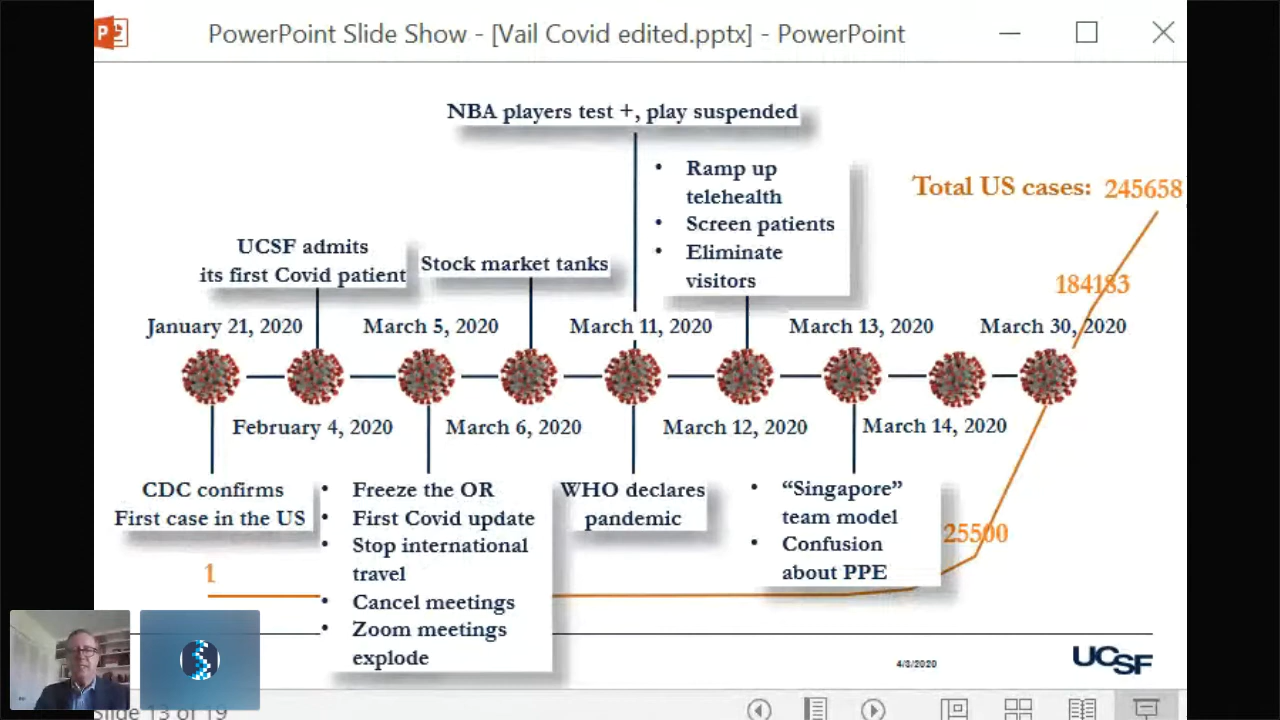 PowerPoint Slide Show - [Vail Covid edited.pptx] - PowerPoint
NBA players test +, play suspended
• Ramp up
telehealth
• Screen patients
• Eliminate
visitors
Total US cases: 245658
UCSF admits
its first Covid patient
Stock market tanks
184183
January 21, 2020
March 5, 2020
March 11, 2020
March 13, 2020
March 30, 2020
February 4, 2020
March 6, 2020
March 12, 2020
March 14, 2020
CDC confirms
First case in the US
• Freeze the OR
• First Covid update
• Stop international
travel
• Cancel meetings
• Zoom meetings
explode
WHO declares
pandemic
• “Singapore”
team model
• Confusion
about PPE
25500
1
4/3/2020
UCSF
Slide 13 of 19